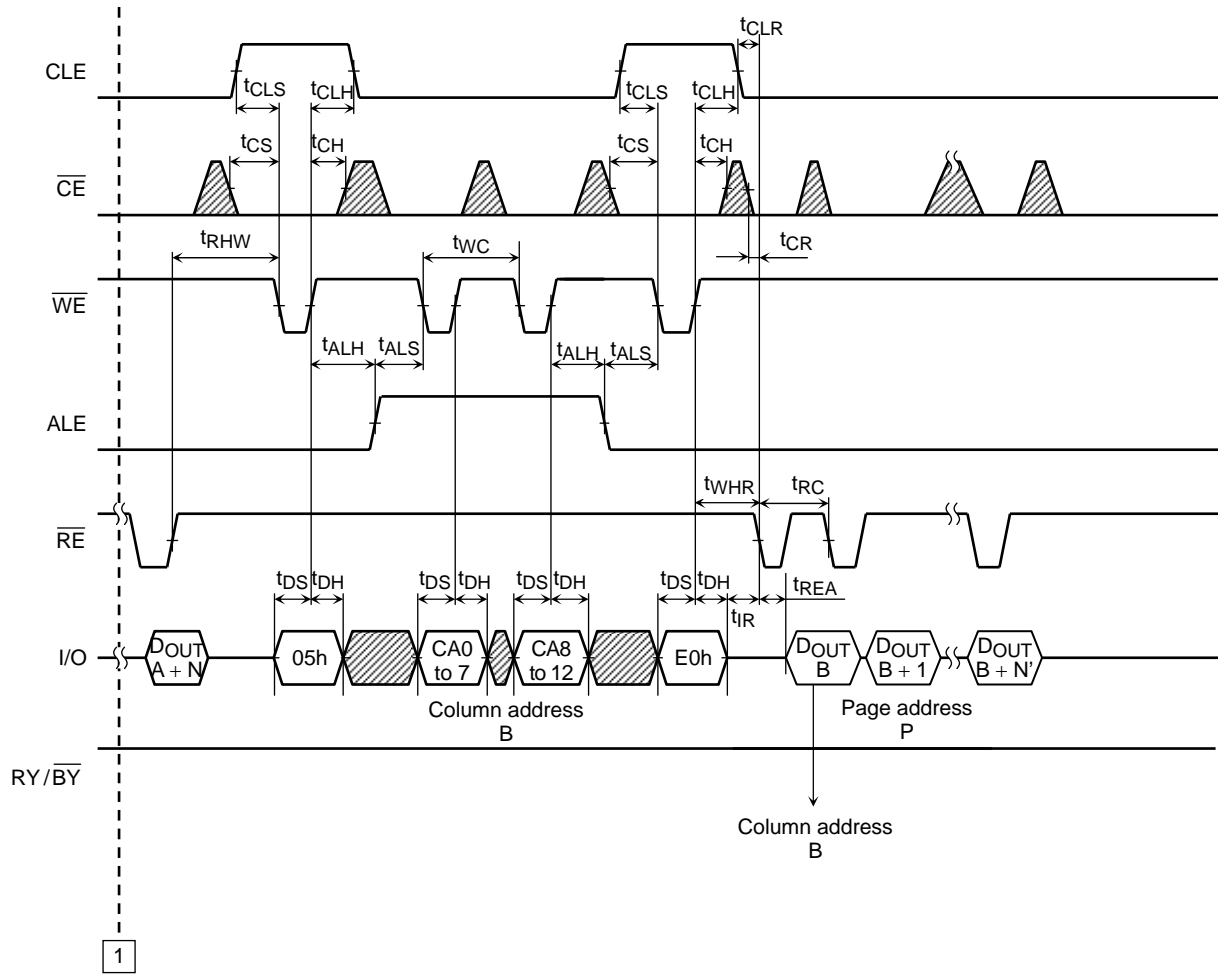 tCLR
CLE
tCLS tCLH tCLS tCLH
tCS tCH tCS tCH
CE
tRHW tWC tCR
WE
tALH tALS tALH tALS
ALE
tWHR tRC
RE
tDS tDH tDS tDH tDS tDH tDS tDH tREA
tIR
I/O
DOUT
A + N
05h
CA0
to 7
CA8
to 12
E0h
DOUT
B
DOUT
B + 1
DOUT
B + N’
Column address
B
Page address
P
RY/BY
Column address
B
1